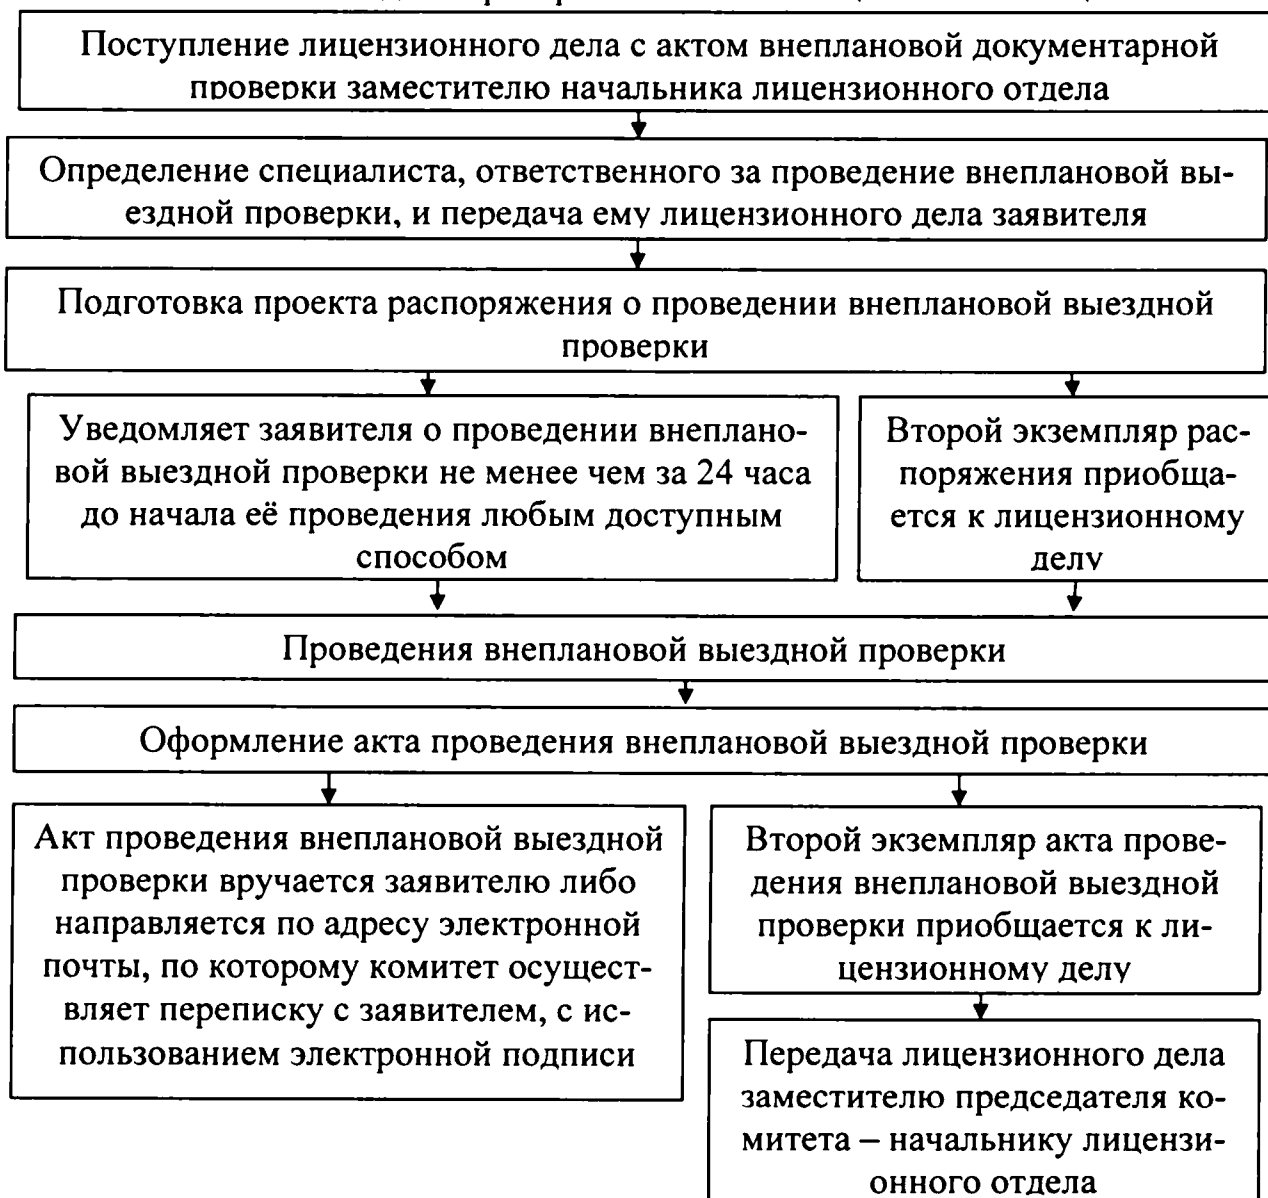 Поступление лицензионного дела с актом внеплановой документарной
проверки заместителю начальника лицензионного отдела
Определение специалиста, ответственного за проведение внеплановой вы-
ездной проверки, и передача ему лицензионного дела заявителя
Подготовка проекта распоряжения о проведении внеплановой выездной
проверки
Уведомляет заявителя о проведении внеплано-
вой выездной проверки не менее чем за 24 часа
до начала её проведения любым доступным
способом
Второй экземпляр рас-
поряжения приобща-
ется к лицензионному
делу
Проведения внеплановой выездной проверки
Оформление акта проведения внеплановой выездной проверки
Акт проведения внеплановой выездной
проверки вручается заявителю либо
направляется по адресу электронной
почты, по которому комитет осущест-
вляет переписку с заявителем, с ис-
пользованием электронной подписи
Второй экземпляр акта прове-
дения внеплановой выездной
проверки приобщается к ли-
цензионному делу
Передача лицензионного дела
заместителю председателя ко-
митета – начальнику лицензи-
онного отдела